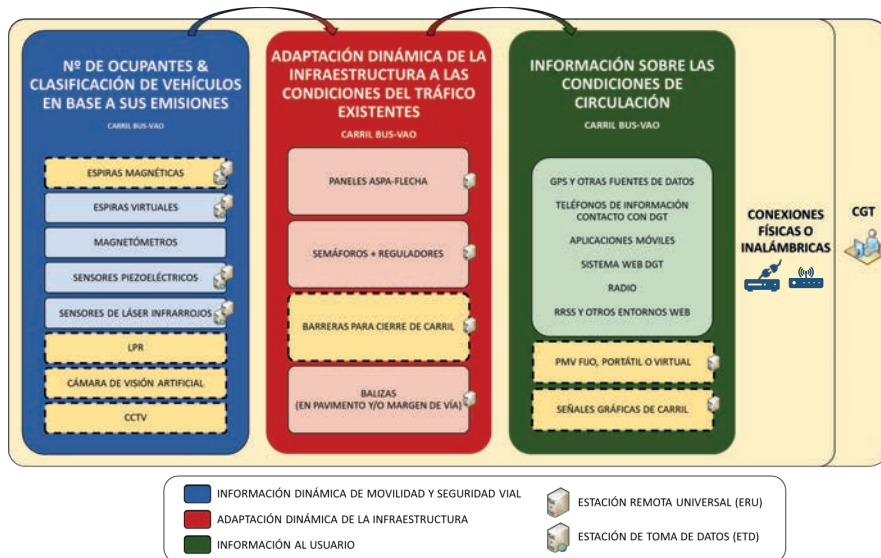 Nº DE OCUPANTES &
CLASIFICACIÓN DE VEHÍCULOS
EN BASE A SUS EMISIONES
CARRIL BUS-VAO
ESPIRAS MAGNÉTICAS
ESPIRAS VIRTUALES
MAGNETÓMETROS
SENSORES PIEZOELÉCTRICOS
SENSORES DE LÁSER INFRARROJOS
LPR
CÁMARA DE VISIÓN ARTIFICIAL
CCTV
ADAPTACIÓN DINÁMICA DE LA
INFRAESTRUCTURA A LAS
CONDICIONES DEL TRÁFICO
EXISTENTES
CARRIL BUS-VAO
PANELES ASPA-FLECHA
SEMÁFOROS + REGULADORES
BARRERAS PARA CIERRE DE CARRIL
BALIZAS
(EN PAVIMENTO Y/O MARGEN DE VÍA)
INFORMACIÓN SOBRE LAS
CONDICIONES DE
CIRCULACIÓN
CARRIL BUS-VAO
GPS Y OTRAS FUENTES DE DATOS
TELÉFONOS DE INFORMACIÓN
CONTACTO CON DGT
APLICACIONES MÓVILES
SISTEMA WEB DGT
RADIO
RRSS Y OTROS ENTORNOS WEB
PMV FIJO, PORTÁTIL O VIRTUAL
SEÑALES GRÁFICAS DE CARRIL
CONEXIONES
FÍSICAS O
INALÁMBRICAS
CGT
INFORMACIÓN DINÁMICA DE MOVILIDAD Y SEGURIDAD VIAL
ADAPTACIÓN DINÁMICA DE LA INFRAESTRUCTURA
INFORMACIÓN AL USUARIO
ESTACIÓN REMOTA UNIVERSAL (ERU)
ESTACIÓN DE TOMA DE DATOS (ETD)